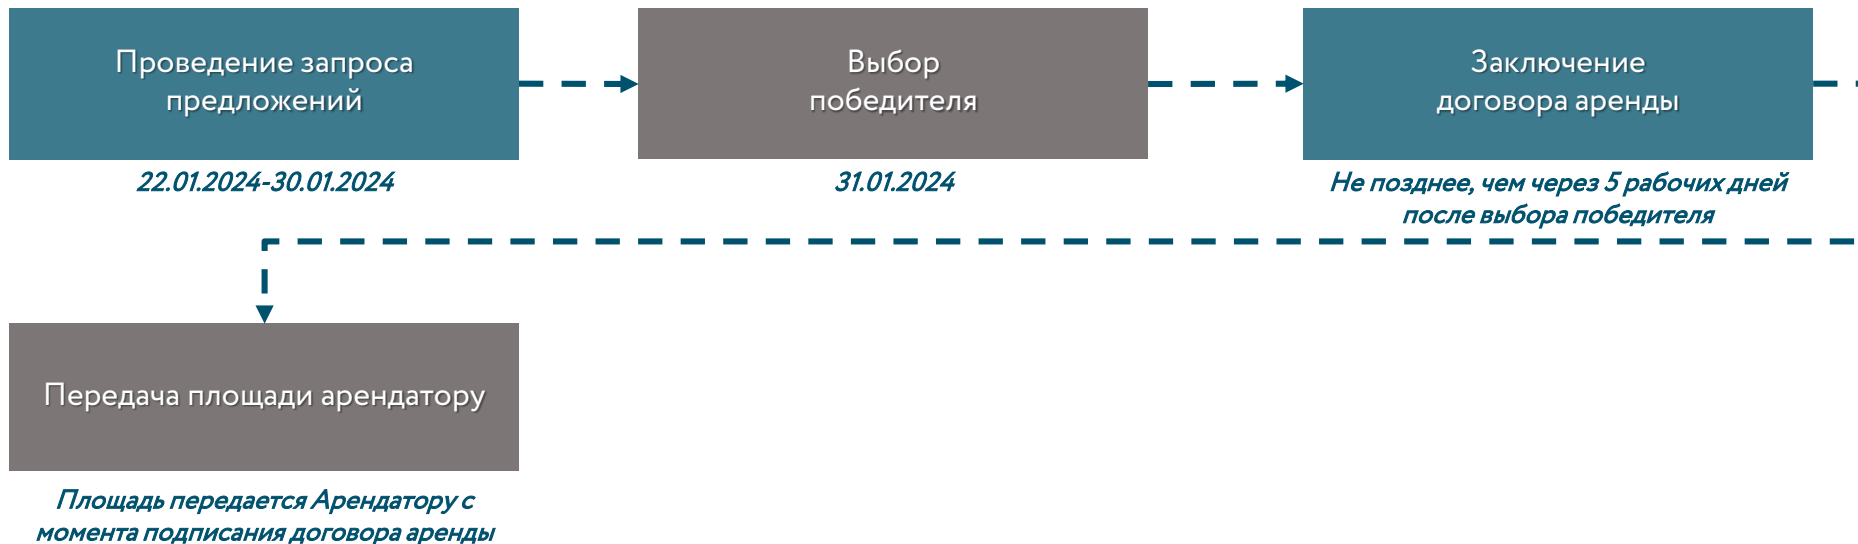 Проведение запроса
предложений
22.01.2024-30.01.2024
Выбор
победителя
31.01.2024
Заключение
договора аренды
Не позднее, чем через 5 рабочих дней
после выбора победителя
Передача площади арендатору
Площадь передается Арендатору с
момента подписания договора аренды